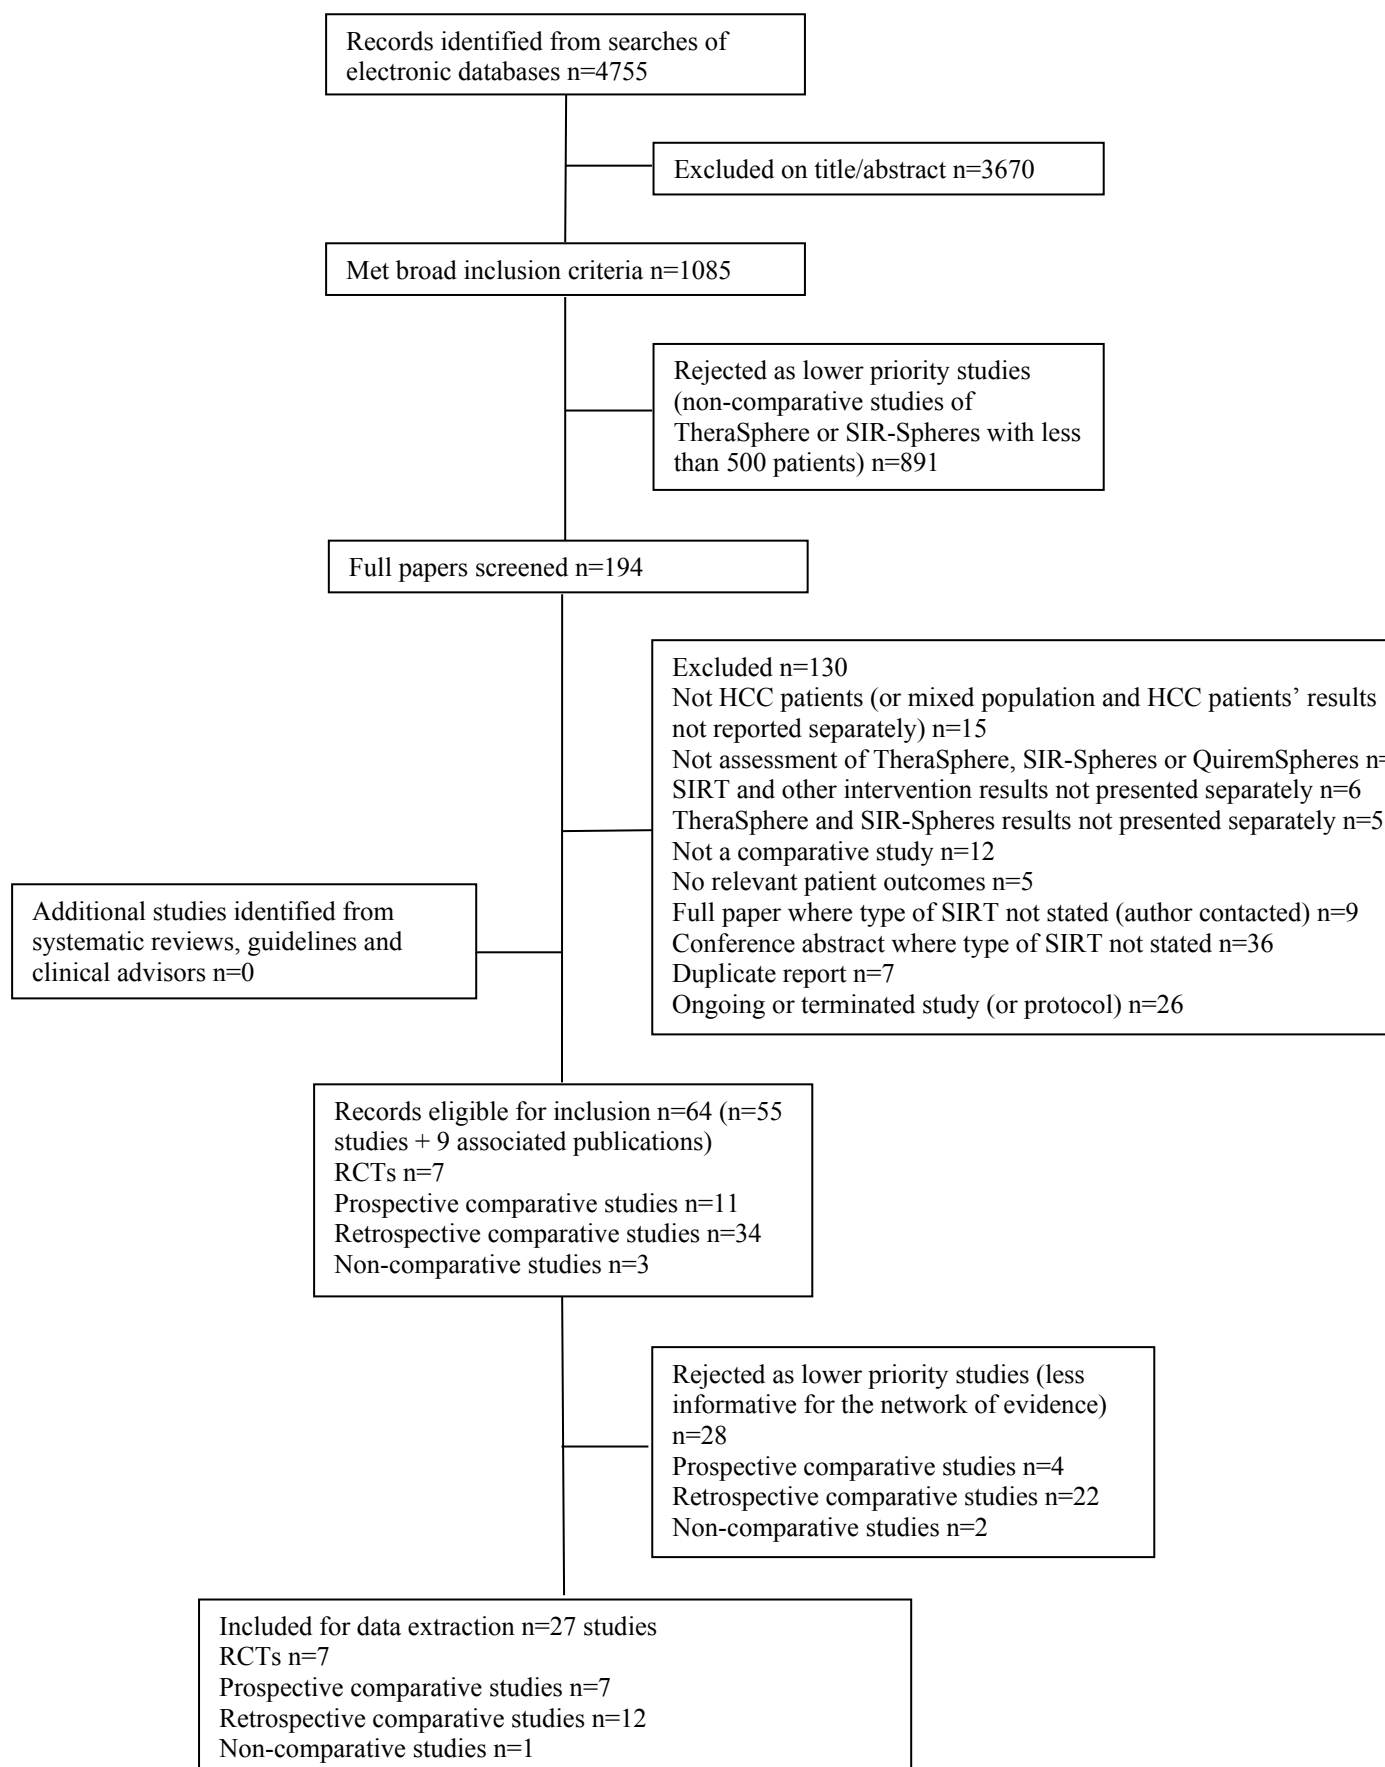 Records identified from searches of
electronic databases n=4755
Excluded on title/abstract n=3670
Met broad inclusion criteria n=1085
Rejected as lower priority studies
(non-comparative studies of
TheraSphere or SIR-Spheres with less
than 500 patients) n=891
Full papers screened n=194
Excluded n=130
Not HCC patients (or mixed population and HCC patients’ results
not reported separately) n=15
Not assessment of TheraSphere, SIR-Spheres or QuiremSpheres n=
SIRT and other intervention results not presented separately n=6
TheraSphere and SIR-Spheres results not presented separately n=5
Not a comparative study n=12
No relevant patient outcomes n=5
Full paper where type of SIRT not stated (author contacted) n=9
Conference abstract where type of SIRT not stated n=36
Duplicate report n=7
Ongoing or terminated study (or protocol) n=26
Additional studies identified from
systematic reviews, guidelines and
clinical advisors n=0
Records eligible for inclusion n=64 (n=55
studies + 9 associated publications)
RCTs n=7
Prospective comparative studies n=11
Retrospective comparative studies n=34
Non-comparative studies n=3
Rejected as lower priority studies (less
informative for the network of evidence)
n=28
Prospective comparative studies n=4
Retrospective comparative studies n=22
Non-comparative studies n=2
Included for data extraction n=27 studies
RCTs n=7
Prospective comparative studies n=7
Retrospective comparative studies n=12
Non-comparative studies n=1